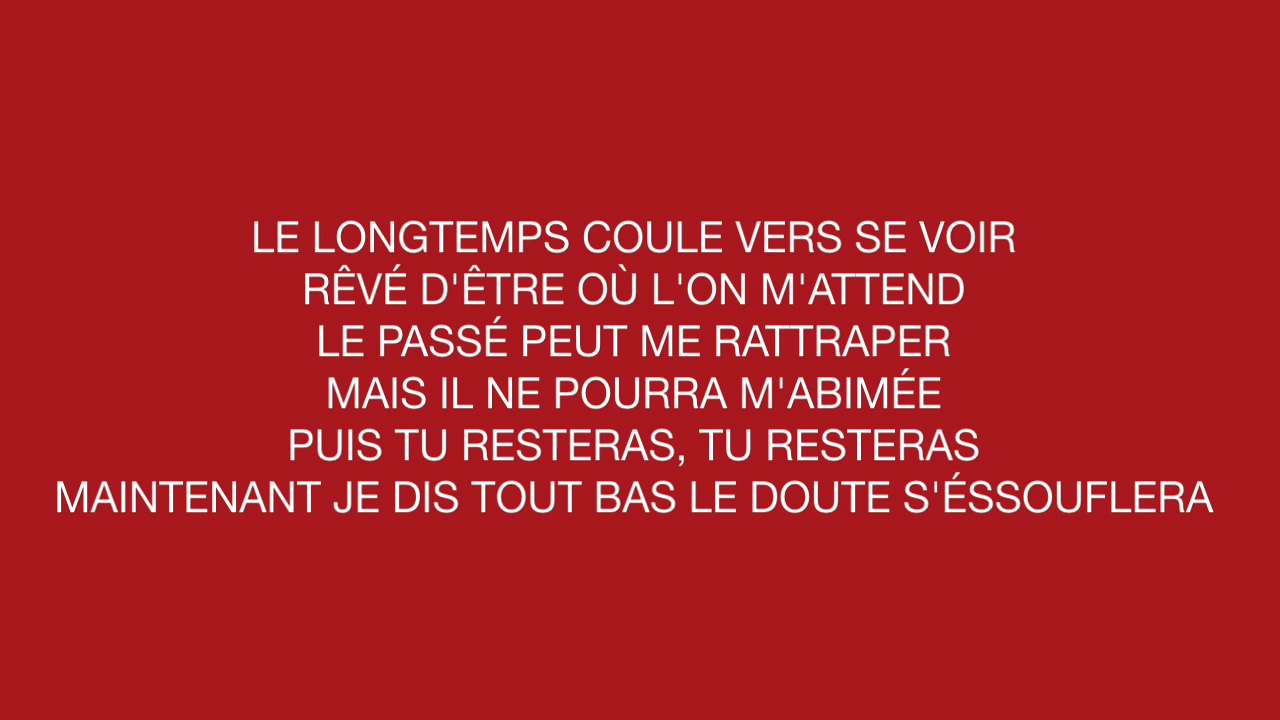 LE LONGTEMPS COULE VERS SE VOIR
RÊVÉ D'ÊTRE OÙ L'ON M'ATTEND
LE PASSÉ PEUT ME RATTRAPER
MAIS IL NE POURRA M'ABIMÉE
PUIS TU RESTERAS, TU RESTERAS
MAINTENANT JE DIS TOUT BAS LE DOUTE S'ÉSSOUFLERA